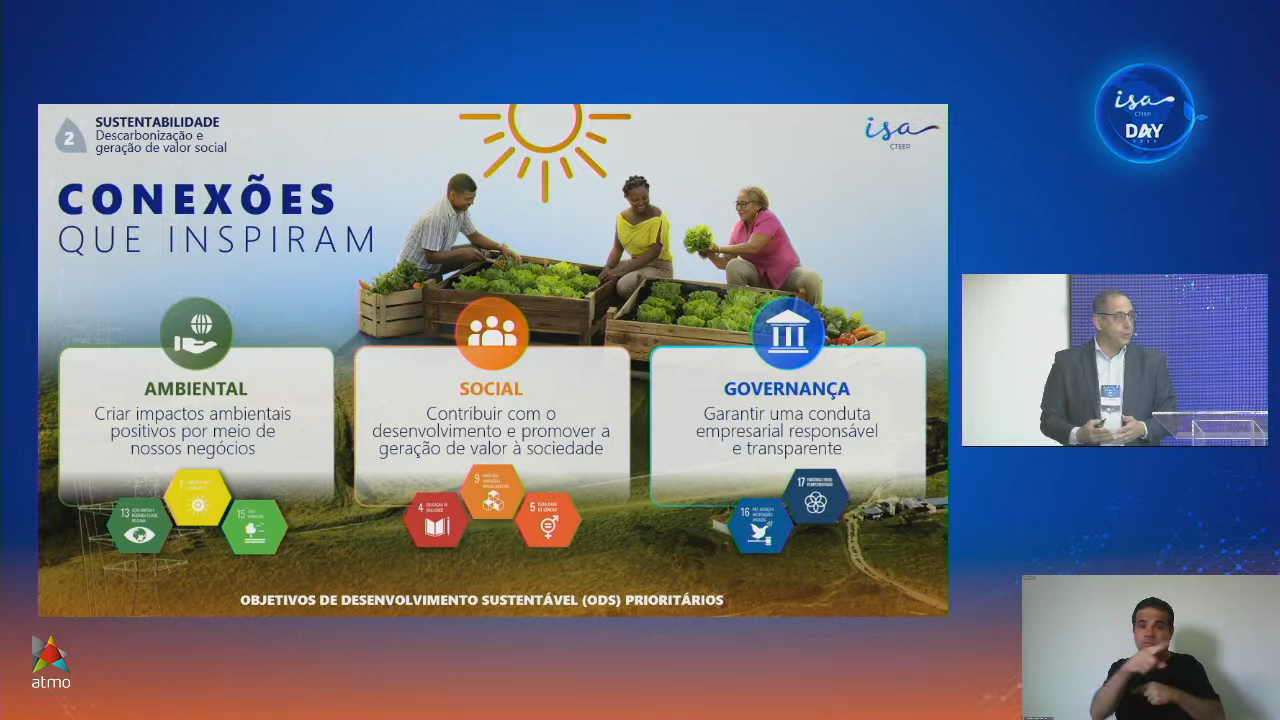 2
SUSTENTABILIDADE
Descarbonização e
geração de valor social
isa
CTEEP
isa
CTEEP
DAY
CONEXÕES
QUE INSPIRAM
AMBIENTAL
Criar impactos ambientais
positivos por meio de
nossos negócios
SOCIAL
Contribuir com o
desenvolvimento e promover a
geração de valor à sociedade
GOVERNANÇA
Garantir uma conduta
empresarial responsável
e transparente
13
15
4
9
5
16
17
OBJETIVOS DE DESENVOLVIMENTO SUSTENTÁVEL (ODS) PRIORITÁRIOS
atmo